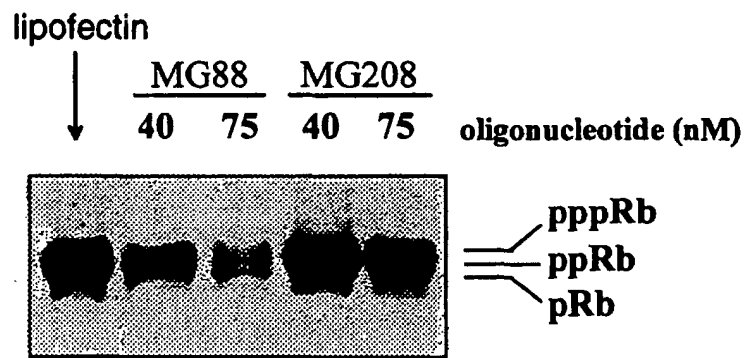 lipofectin
MG88 MG208
40 75 40 75 oligonucleotide (nM)
pppRb
ppRb
pRb